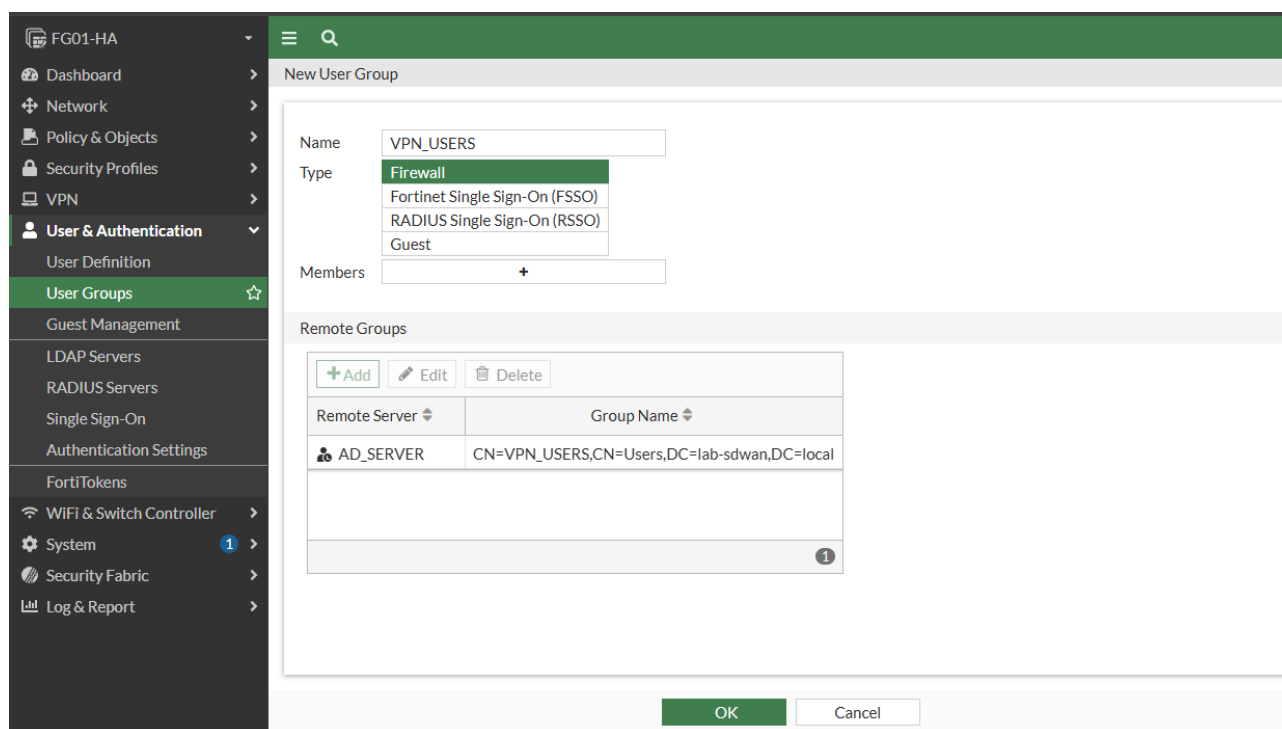 FG01-HA
Dashboard
Network
Policy & Objects
Security Profiles
VPN
User & Authentication
User Definition
User Groups
Guest Management
LDAP Servers
RADIUS Servers
Single Sign-On
Authentication Settings
FortiTokens
WiFi & Switch Controller
System 1
Security Fabric
Log & Report
New User Group
Name VPN_USERS
Type Firewall
Fortinet Single Sign-On (FSSO)
RADIUS Single Sign-On (RSSO)
Guest
Members +
Remote Groups
+Add Edit Delete
Remote Server Group Name
AD_SERVER CN=VPN_USERS,CN=Users,DC=lab-sdwan,DC=local
1
OK Cancel